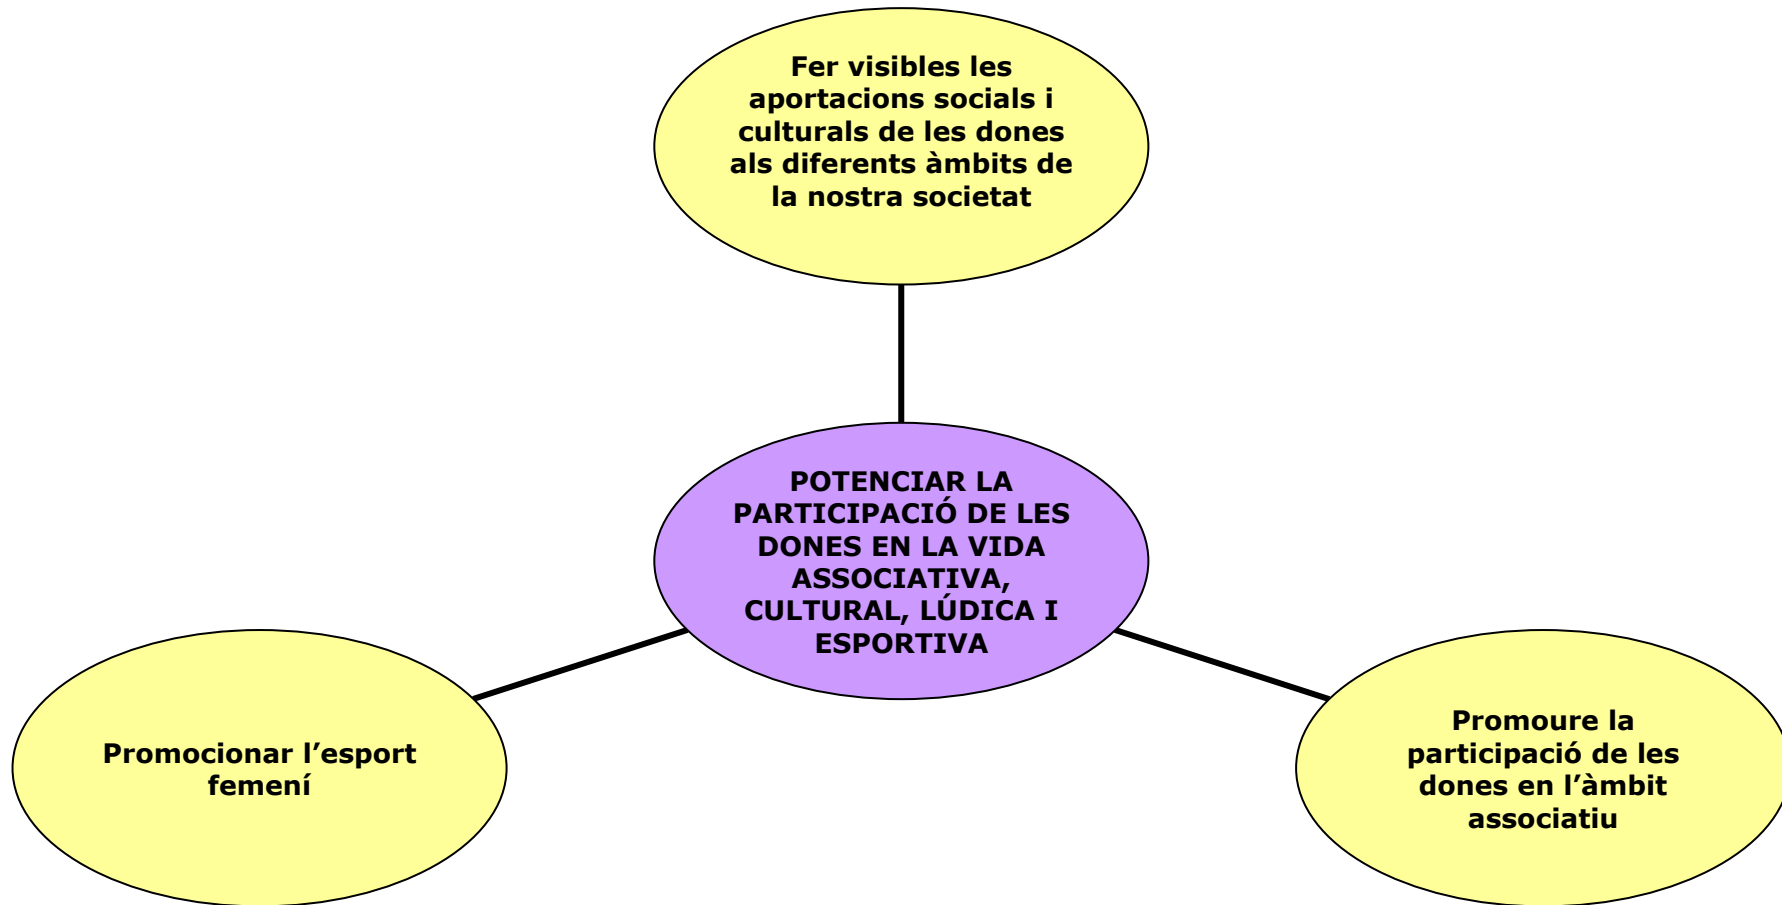 Fer visibles les
aportacions socials i
culturals de les dones
als diferents àmbits de
la nostra societat
POTENCIAR LA
PARTICIPACIÓ DE LES
DONES EN LA VIDA
ASSOCIATIVA,
CULTURAL, LÚDICA I
ESPORTIVA
Promocionar l’esport
femení
Promoure la
participació de les
dones en l’àmbit
associatiu